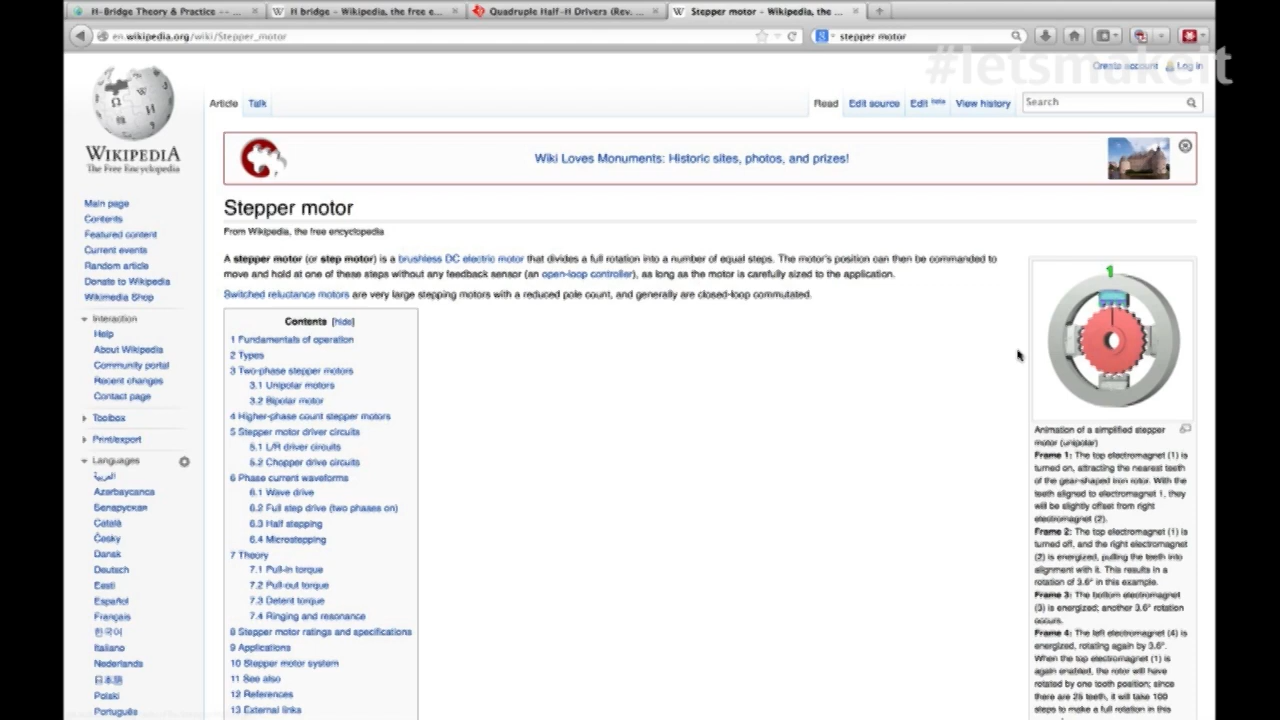 H-Bridge Theory & Practice -- ...
H bridge - Wikipedia, the free e...
Quadruple Half-H Drivers (Rev. ...
Stepper motor - Wikipedia, the ...
en.wikipedia.org/wiki/Stepper_motor
stepper motor
#letsmakeit
Create account Log in
Article Talk
Read Edit source Edit beta View history
Search
WIKIPEDIA
The Free Encyclopedia
Wiki Loves Monuments: Historic sites, photos, and prizes!
Main page
Contents
Featured content
Current events
Random article
Donate to Wikipedia
Wikimedia Shop
Interaction
Help
About Wikipedia
Community portal
Recent changes
Contact page
Toolbox
Print/export
Languages
العربية
Azərbaycanca
Беларуская
Català
Česky
Dansk
Deutsch
Eesti
Español
Français
한국어
Italiano
Nederlands
日本語
Polski
Português
Stepper motor
From Wikipedia, the free encyclopedia
A stepper motor (or step motor) is a brushless DC electric motor that divides a full rotation into a number of equal steps. The motor's position can then be commanded to
move and hold at one of these steps without any feedback sensor (an open-loop controller), as long as the motor is carefully sized to the application.
Switched reluctance motors are very large stepping motors with a reduced pole count, and generally are closed-loop commutated.
Contents [hide]
1 Fundamentals of operation
2 Types
3 Two-phase stepper motors
3.1 Unipolar motors
3.2 Bipolar motor
4 Higher-phase count stepper motors
5 Stepper motor driver circuits
5.1 L/R driver circuits
5.2 Chopper drive circuits
6 Phase current waveforms
6.1 Wave drive
6.2 Full step drive (two phases on)
6.3 Half stepping
6.4 Microstepping
7 Theory
7.1 Pull-in torque
7.2 Pull-out torque
7.3 Detent torque
7.4 Ringing and resonance
8 Stepper motor ratings and specifications
9 Applications
10 Stepper motor system
11 See also
12 References
13 External links
1
Animation of a simplified stepper
motor (unipolar)
Frame 1: The top electromagnet (1) is
turned on, attracting the nearest teeth
of the gear-shaped iron rotor. With the
teeth aligned to electromagnet 1, they
will be slightly offset from right
electromagnet (2).
Frame 2: The top electromagnet (1) is
turned off, and the right electromagnet
(2) is energized, pulling the teeth into
alignment with it. This results in a
rotation of 3.6° in this example.
Frame 3: The bottom electromagnet
(3) is energized; another 3.6° rotation
occurs.
Frame 4: The left electromagnet (4) is
energized, rotating again by 3.6°.
When the top electromagnet (1) is
again enabled, the rotor will have
rotated by one tooth position; since
there are 25 teeth, it will take 100
steps to make a full rotation in this